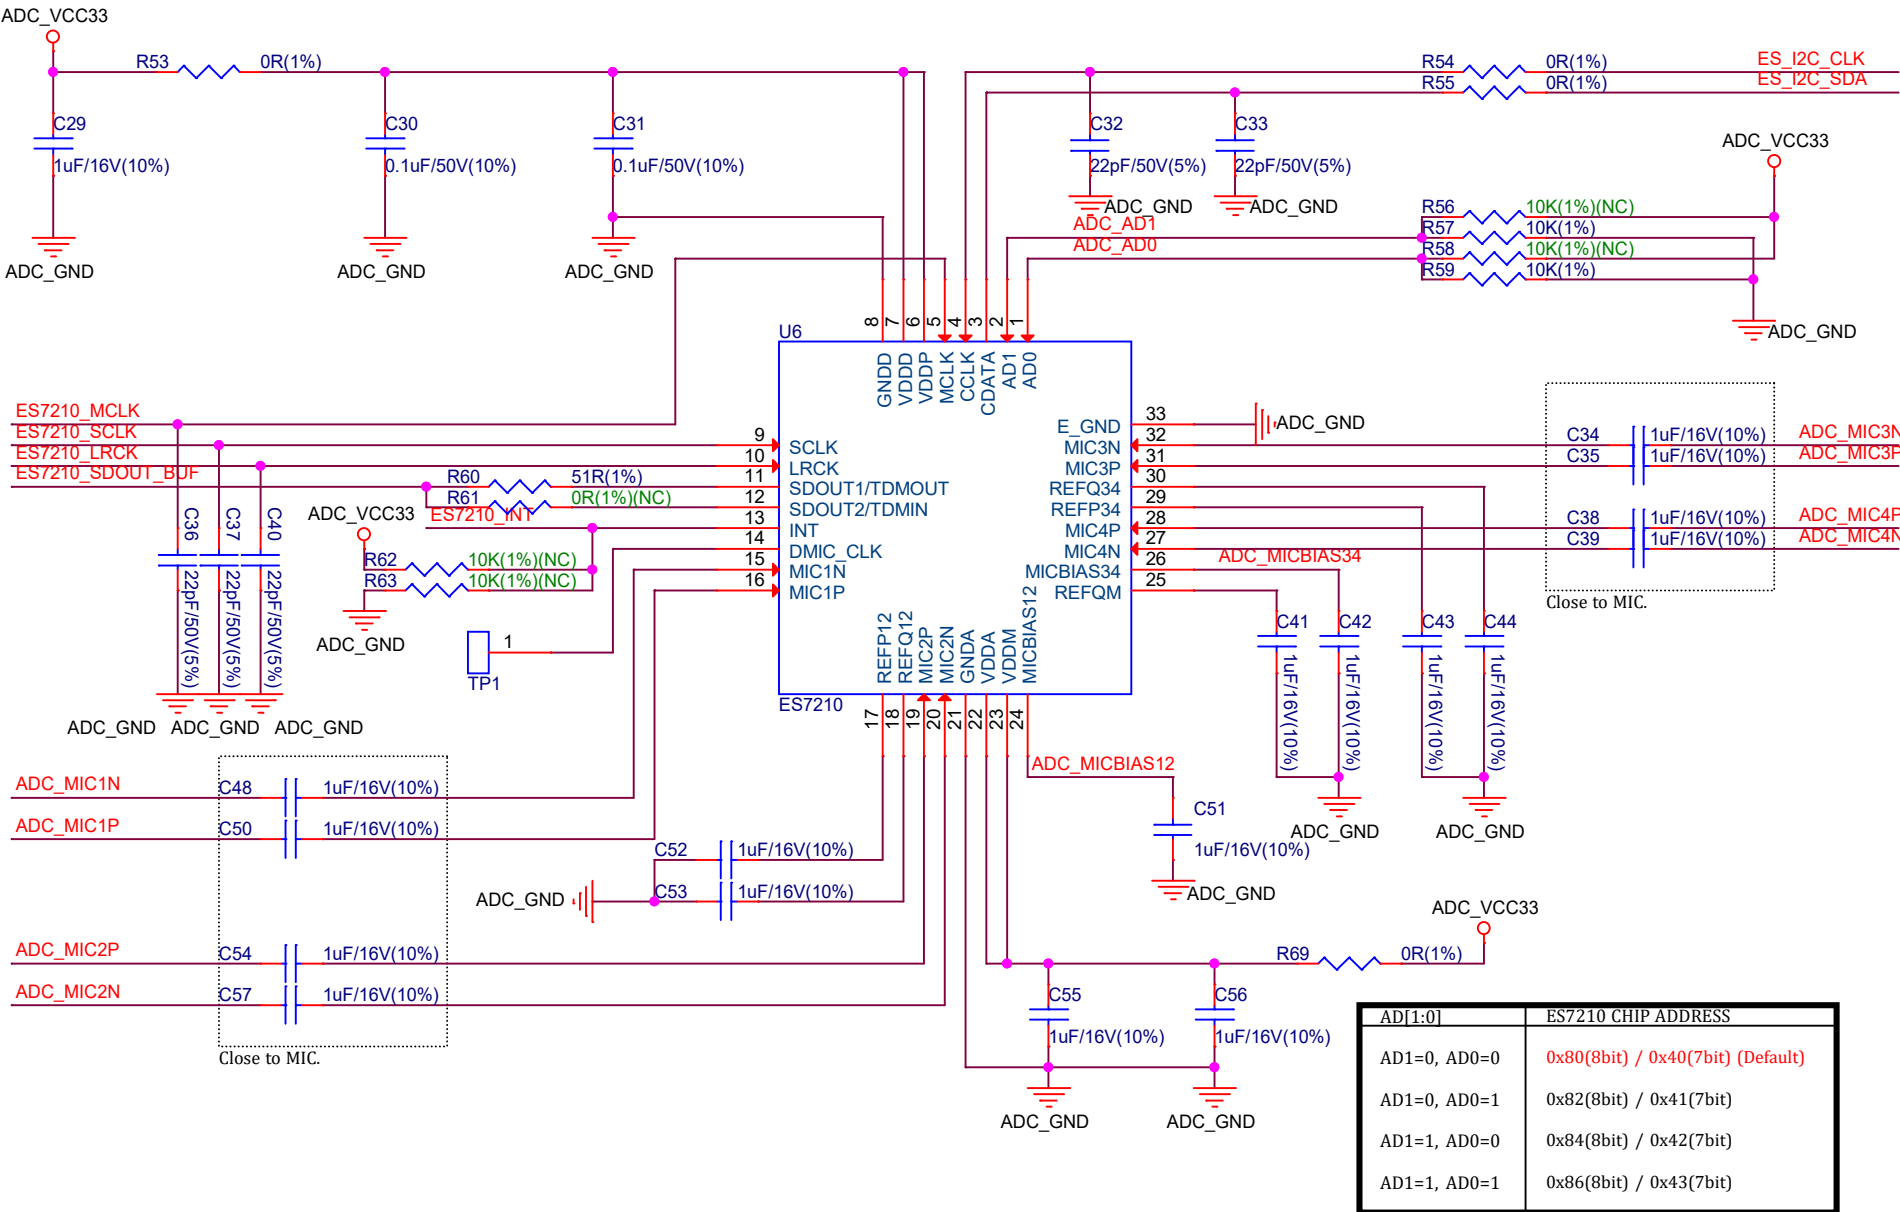 ADC_VCC33
R53 0R(1%)
C29
1uF/16V(10%)
ADC_GND
C30
0.1uF/50V(10%)
ADC_GND
C31
0.1uF/50V(10%)
ADC_GND
R54 0R(1%) ES_I2C_CLK
R55 0R(1%) ES_I2C_SDA
C32
22pF/50V(5%)
ADC_GND
C33
22pF/50V(5%)
ADC_GND
ADC_VCC33
ADC_AD1
ADC_AD0
R56 10K(1%)(NC)
R57 10K(1%)
R58 10K(1%)(NC)
R59 10K(1%)
ADC_GND
U6
8 7 6 5 4 3 2 1
GNDD VDDD VDDP MCLK CCLK CDATA AD1 AD0
ES7210_MCLK
ES7210_SCLK
ES7210_LRCK
ES7210_SDOUT_BUF
9 SCLK
10 LRCK
R60 51R(1%) 11 SDOUT1/TDMOUT
R61 0R(1%)(NC) 12 SDOUT2/TDMIN
ES7210_INT 13 INT
14 DMIC_CLK
15 MIC1N
16 MIC1P
ADC_VCC33
R62 10K(1%)(NC)
R63 10K(1%)(NC)
ADC_GND
1
TP1
C36 C37 C40
22pF/50V(5%) 22pF/50V(5%) 22pF/50V(5%)
ADC_GND ADC_GND ADC_GND
E_GND 33 ADC_GND
MIC3N 32
MIC3P 31
REFQ34 30
REFP34 29
MIC4P 28
MIC4N 27
MICBIAS34 26 ADC_MICBIAS34
REFQM 25
C34 1uF/16V(10%) ADC_MIC3N
C35 1uF/16V(10%) ADC_MIC3P
C38 1uF/16V(10%) ADC_MIC4P
C39 1uF/16V(10%) ADC_MIC4N
Close to MIC.
C41 C42 C43 C44
1uF/16V(10%) 1uF/16V(10%) 1uF/16V(10%) 1uF/16V(10%)
ADC_GND ADC_GND
REFP12 REFQ12 MIC2P MIC2N GNDA VDDA VDDM MICBIAS12
ES7210
17 18 19 20 21 22 23 24
ADC_MICBIAS12
C51
1uF/16V(10%)
ADC_GND
ADC_MIC1N C48 1uF/16V(10%)
ADC_MIC1P C50 1uF/16V(10%)
C52 1uF/16V(10%)
ADC_GND C53 1uF/16V(10%)
ADC_MIC2P C54 1uF/16V(10%)
ADC_MIC2N C57 1uF/16V(10%)
Close to MIC.
ADC_VCC33
R69 0R(1%)
C55
1uF/16V(10%)
ADC_GND
C56
1uF/16V(10%)
ADC_GND
AD[1:0] ES7210 CHIP ADDRESS
AD1=0, AD0=0 0x80(8bit) / 0x40(7bit) (Default)
AD1=0, AD0=1 0x82(8bit) / 0x41(7bit)
AD1=1, AD0=0 0x84(8bit) / 0x42(7bit)
AD1=1, AD0=1 0x86(8bit) / 0x43(7bit)